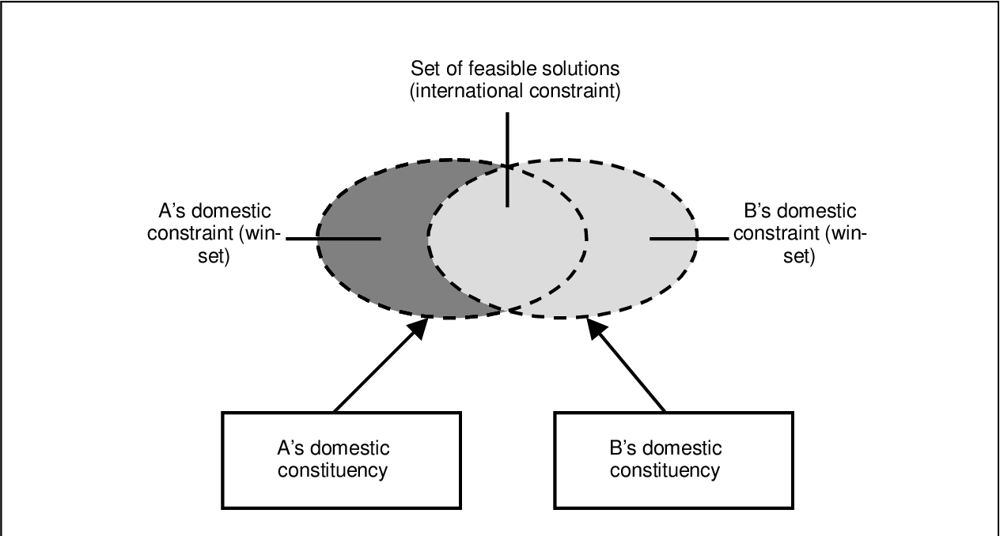 Set of feasible solutions
(international constraint)
A's domestic
constraint (win-
set)
B's domestic
constraint (win-
set)
A's domestic
constituency
B's domestic
constituency